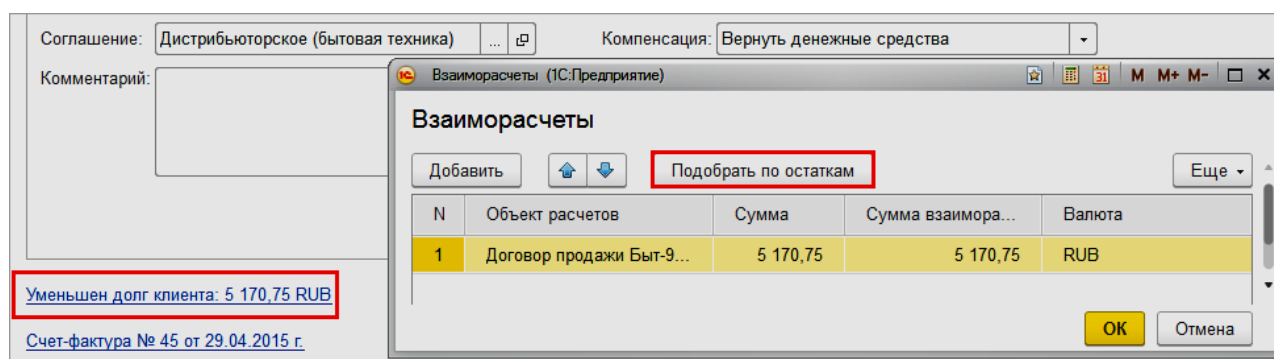 Соглашение: Дистрибьюторское (бытовая техника) ... Компенсация: Вернуть денежные средства
Комментарий:
Взаиморасчеты (1С:Предприятие) 31 M M+ M-
Взаиморасчеты
Добавить Подобрать по остаткам Еще
N Объект расчетов Сумма Сумма взаимора... Валюта
1 Договор продажи Быт-9... 5 170,75 5 170,75 RUB
Уменьшен долг клиента: 5 170,75 RUB
ОК Отмена
Счет-фактура № 45 от 29.04.2015 г.